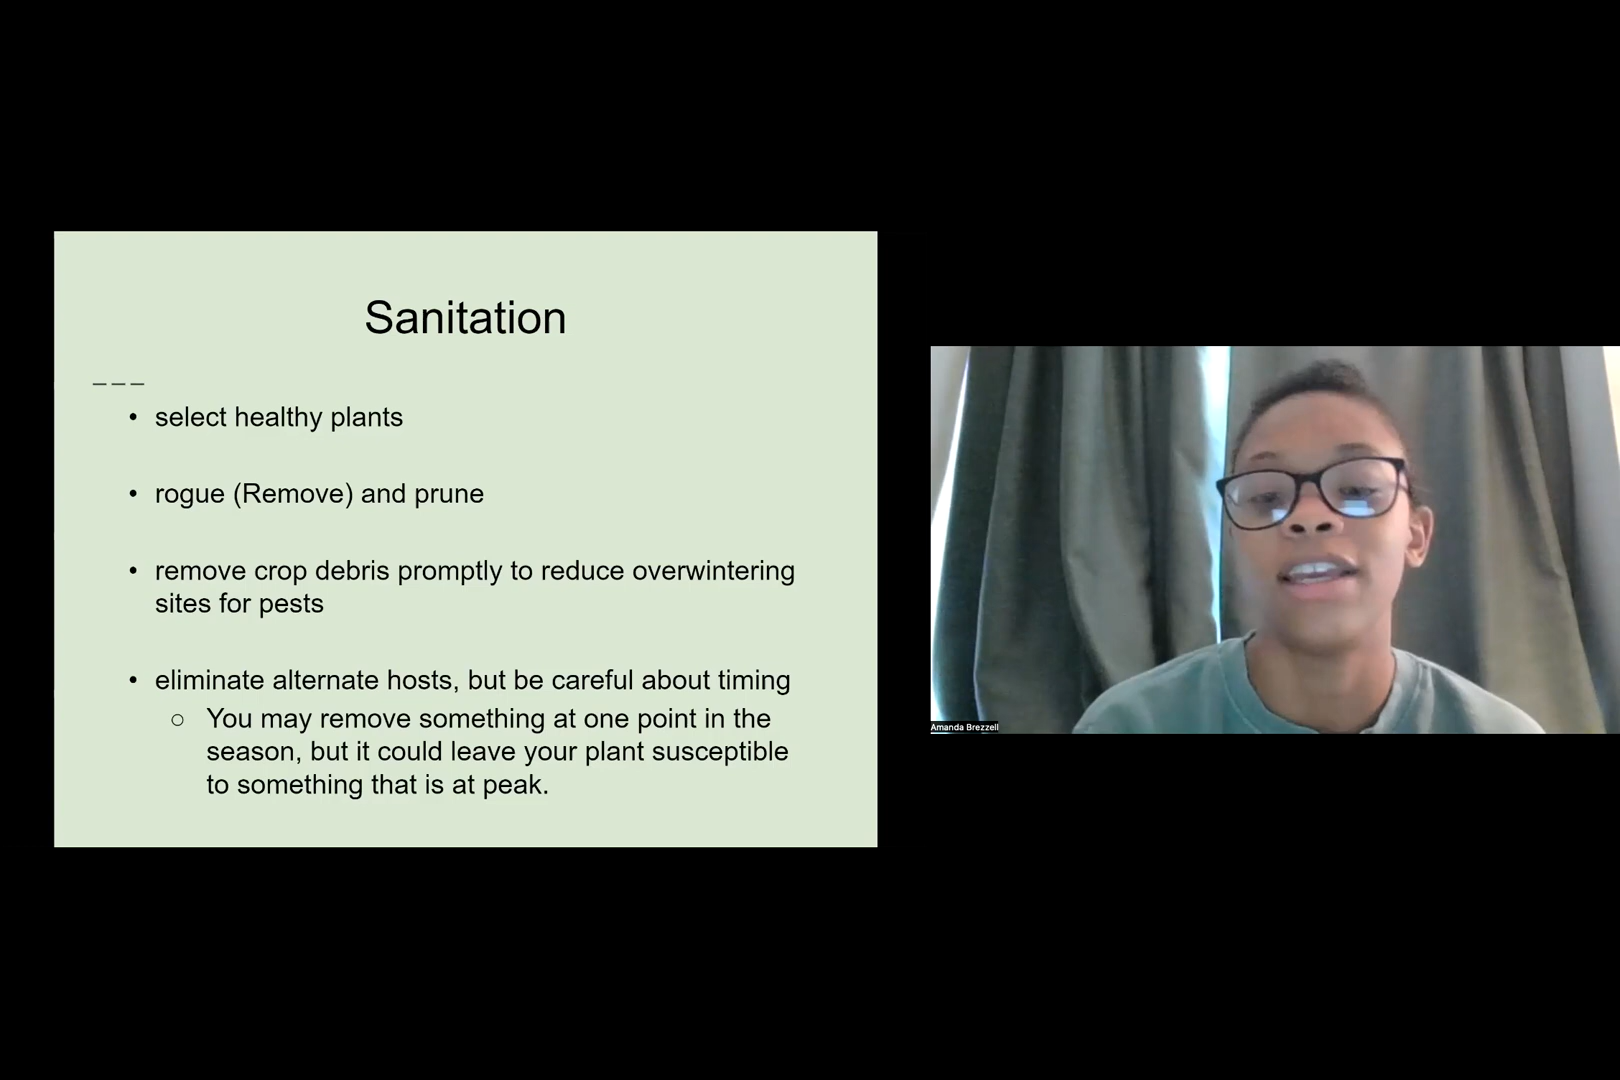 Sanitation
___
• select healthy plants
• rogue (Remove) and prune
• remove crop debris promptly to reduce overwintering
sites for pests
• eliminate alternate hosts, but be careful about timing
○ You may remove something at one point in the
season, but it could leave your plant susceptible
to something that is at peak.
Amanda Brezzell